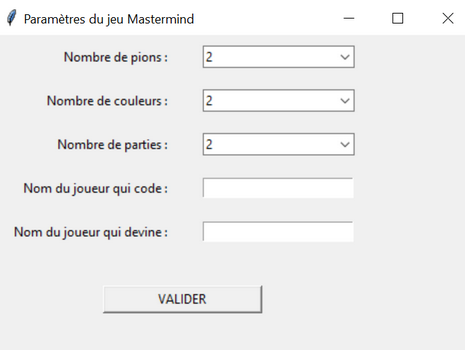 Paramètres du jeu Mastermind
Nombre de pions : 2
Nombre de couleurs : 2
Nombre de parties : 2
Nom du joueur qui code :
Nom du joueur qui devine :
VALIDER